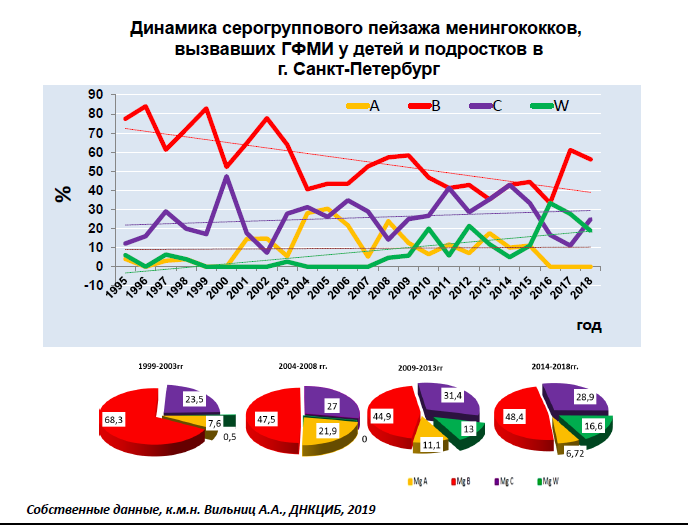 Динамика серогруппового пейзажа менингококков,
вызвавших ГФМИ у детей и подростков в
г. Санкт-Петербург
90
80
70
60
50
40
30
20
10
0
-10
%
A B C W
1995 1996 1997 1998 1999 2000 2001 2002 2003 2004 2005 2006 2007 2008 2009 2010 2011 2012 2013 2014 2015 2016 2017 2018
год
1999-2003гг 2004-2008 гг. 2009-2013гг 2014-2018гг.
68,3 23,5 7,6 0,5
47,5 27 21,9 0
44,9 31,4 13 11,1
48,4 28,9 16,6 6,72
Mg A Mg B Mg C Mg W
Собственные данные, к.м.н. Вильниц А.А., ДНКЦИБ, 2019